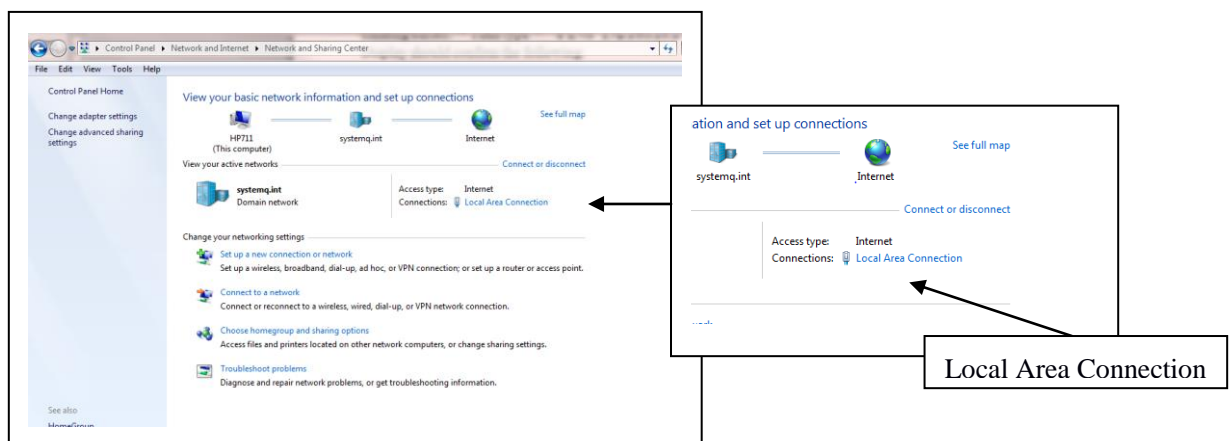 Control Panel ▸ Network and Internet ▸ Network and Sharing Center
File Edit View Tools Help
Control Panel Home
Change adapter settings
Change advanced sharing
settings
See also
HomeGroup
View your basic network information and set up connections
See full map
HP711
(This computer)
systemq.int
Internet
View your active networks
Connect or disconnect
systemq.int
Domain network
Access type: Internet
Connections: Local Area Connection
Change your networking settings
Set up a new connection or network
Set up a wireless, broadband, dial-up, ad hoc, or VPN connection; or set up a router or access point.
Connect to a network
Connect or reconnect to a wireless, wired, dial-up, or VPN network connection.
Choose homegroup and sharing options
Access files and printers located on other network computers, or change sharing settings.
Troubleshoot problems
Diagnose and repair network problems, or get troubleshooting information.
ation and set up connections
See full map
systemq.int
Internet
Connect or disconnect
Access type: Internet
Connections: Local Area Connection
Local Area Connection